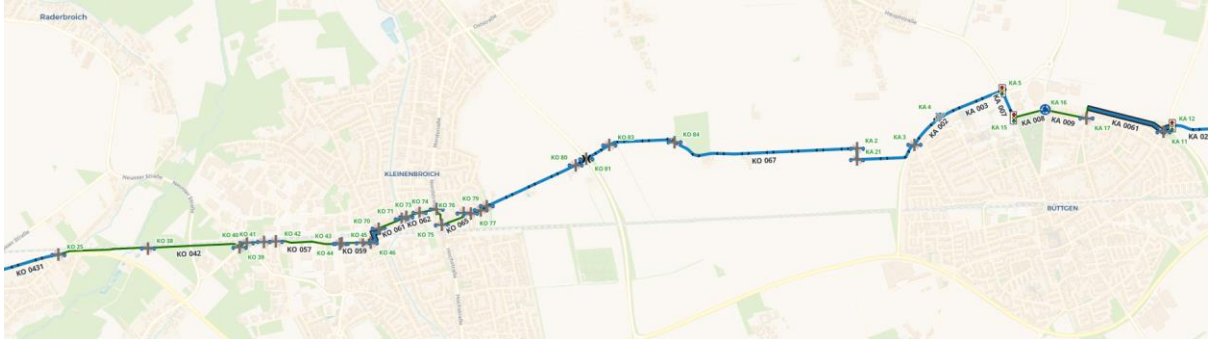 Raderbroich
Neusser Straße
KO 25
KO 0431
KO 38
KO 042
KO 40
KO 41
KO 39
KO 42
KO 057
KO 43
KO 44
KO 059
KO 45
KO 46
KO 70
KO 71
KO 061
KO 73
KO 74
KO 062
KO 76
KO 75
KO 065
KO 79
KO 77
KLEINENBROICH
KO 80
KO 81
KO 83
KO 84
KO 067
KA 2
KA 21
KA 3
KA 4
KA 002
KA 003
KA 5
KA 007
KA 15
KA 008
KA 16
KA 009
KA 17
KA 0061
KA 12
KA 11
KA 02
BÜTTGEN